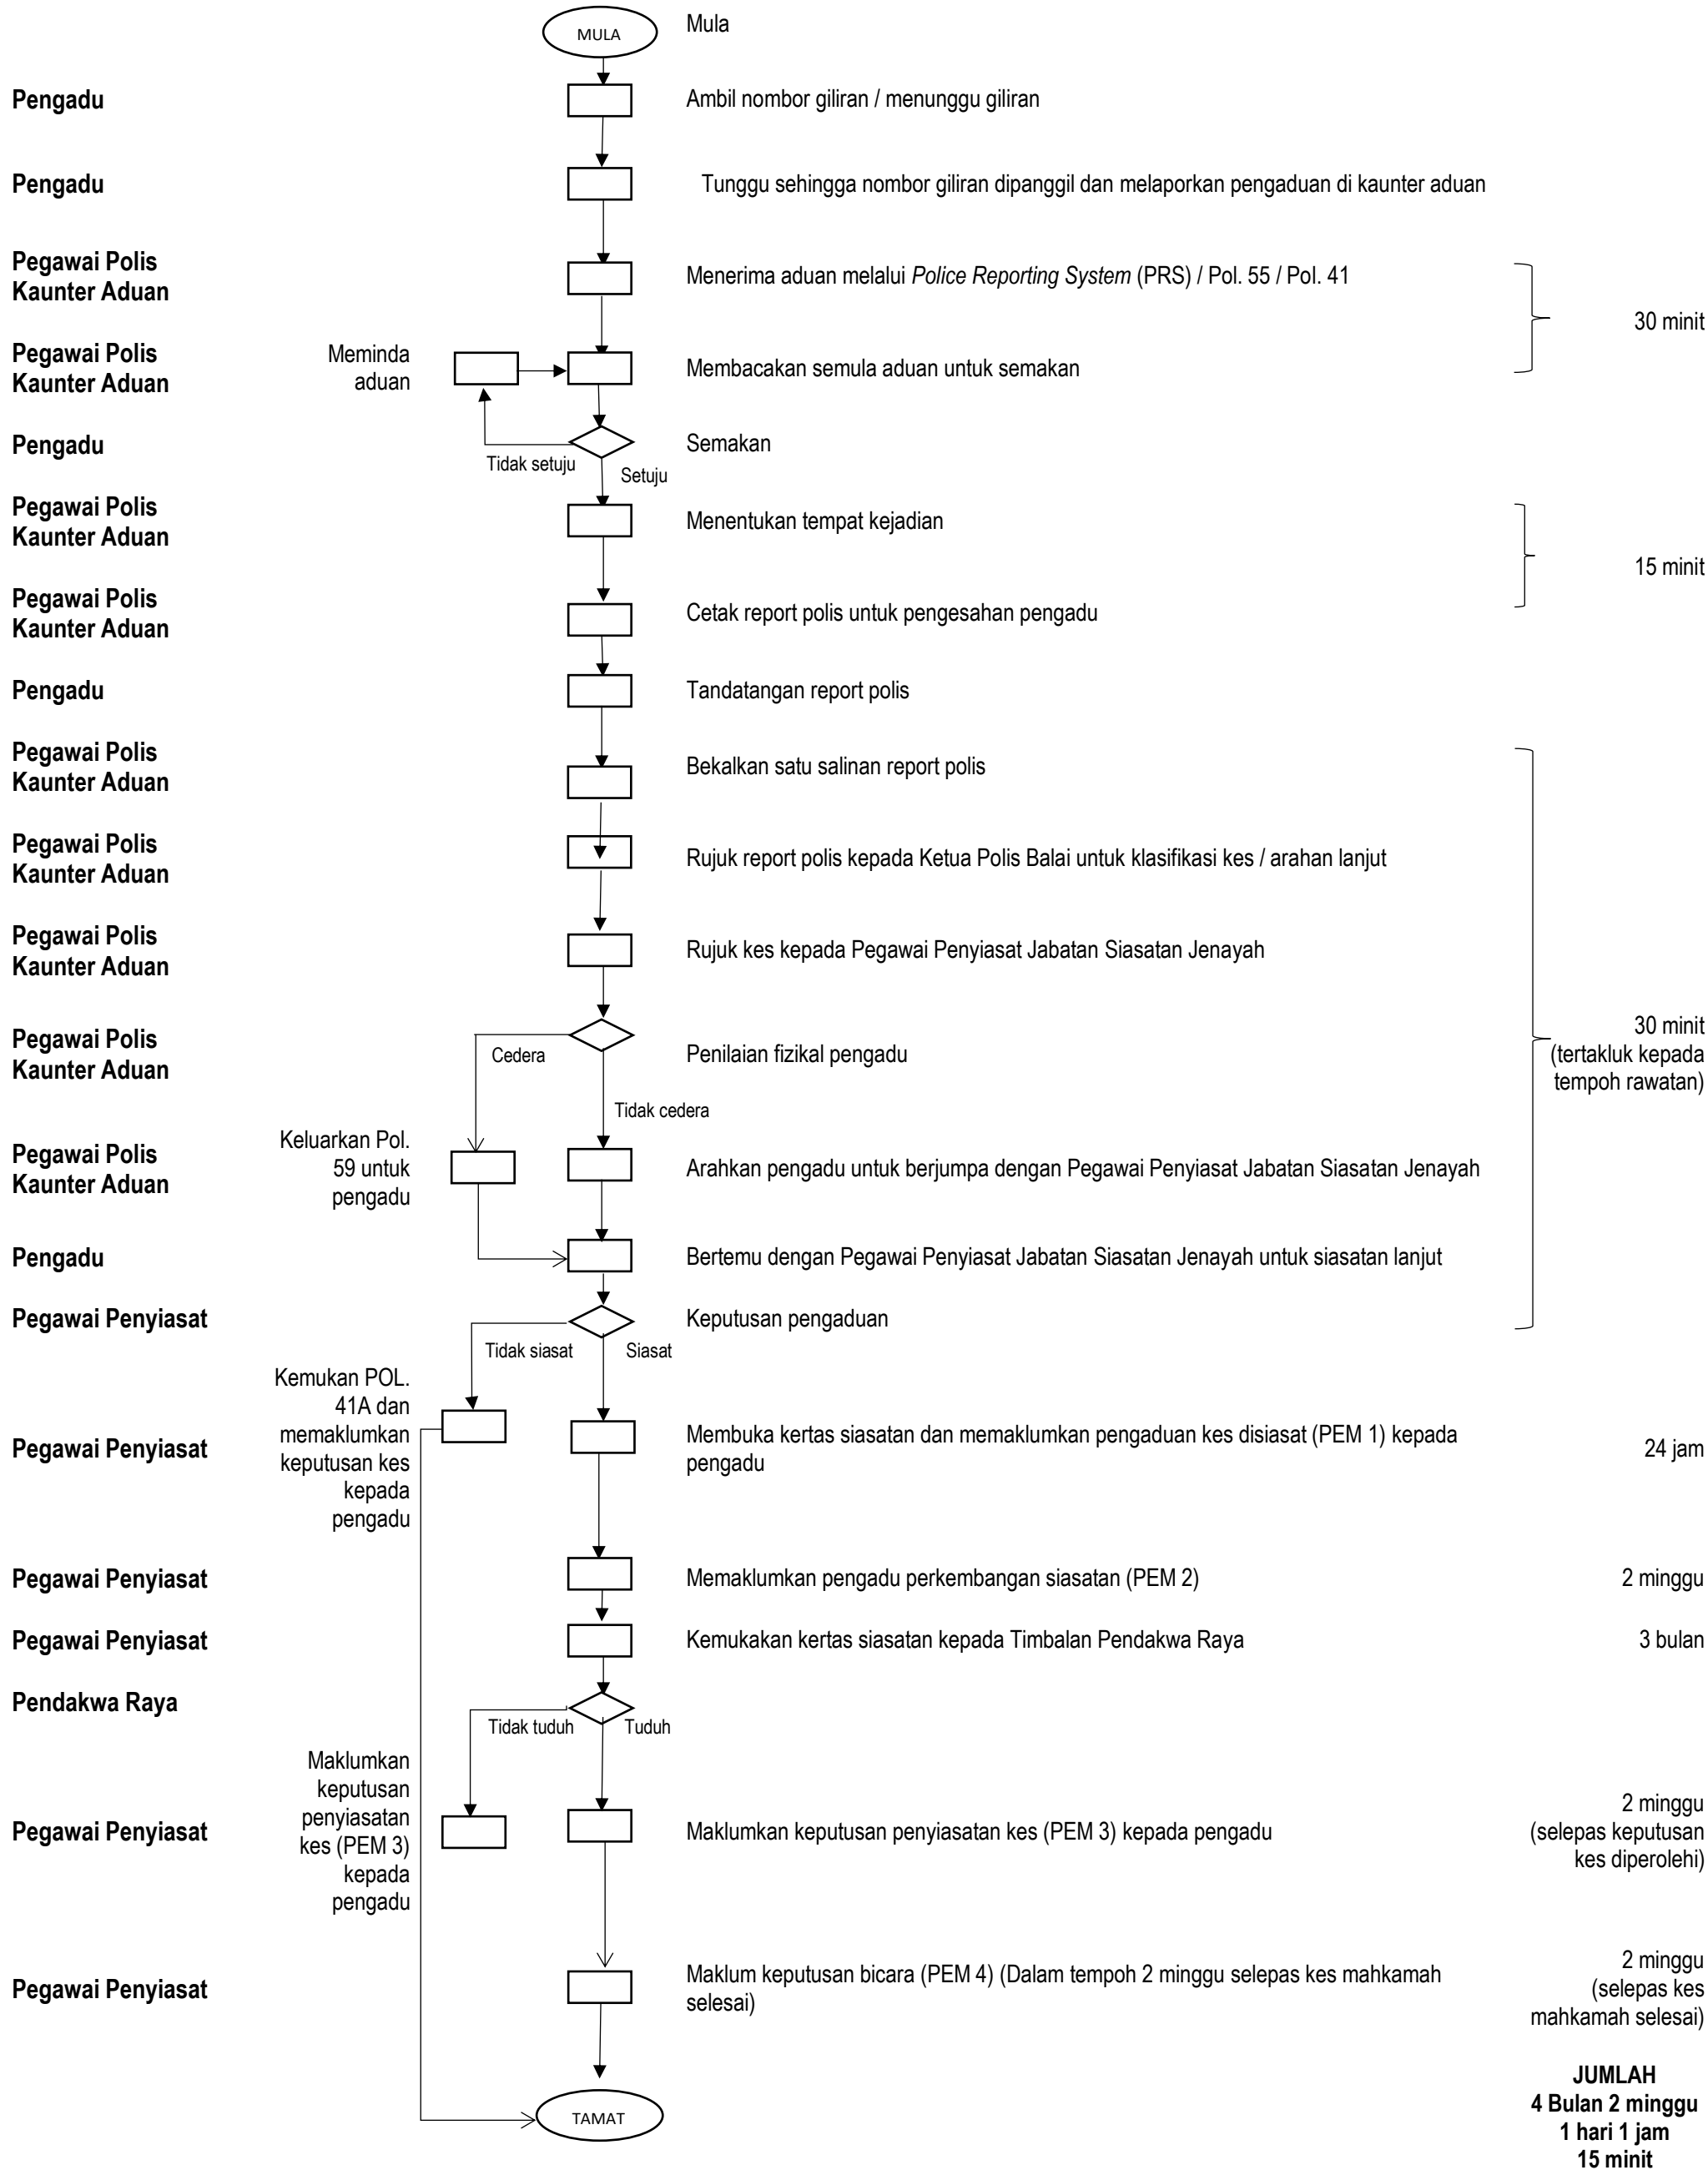 MULA
Mula
Pengadu
Ambil nombor giliran / menunggu giliran
Pengadu
Tunggu sehingga nombor giliran dipanggil dan melaporkan pengaduan di kaunter aduan
Pegawai Polis
Kaunter Aduan
Menerima aduan melalui Police Reporting System (PRS) / Pol. 55 / Pol. 41
30 minit
Pegawai Polis
Kaunter Aduan
Meminda
aduan
Membacakan semula aduan untuk semakan
Pengadu
Semakan
Tidak setuju
Setuju
Pegawai Polis
Kaunter Aduan
Menentukan tempat kejadian
15 minit
Pegawai Polis
Kaunter Aduan
Cetak report polis untuk pengesahan pengadu
Pengadu
Tandatangan report polis
Pegawai Polis
Kaunter Aduan
Bekalkan satu salinan report polis
Pegawai Polis
Kaunter Aduan
Rujuk report polis kepada Ketua Polis Balai untuk klasifikasi kes / arahan lanjut
Pegawai Polis
Kaunter Aduan
Rujuk kes kepada Pegawai Penyiasat Jabatan Siasatan Jenayah
Pegawai Polis
Kaunter Aduan
Cedera
Penilaian fizikal pengadu
30 minit
(tertakluk kepada
tempoh rawatan)
Tidak cedera
Pegawai Polis
Kaunter Aduan
Keluarkan Pol.
59 untuk
pengadu
Arahkan pengadu untuk berjumpa dengan Pegawai Penyiasat Jabatan Siasatan Jenayah
Pengadu
Bertemu dengan Pegawai Penyiasat Jabatan Siasatan Jenayah untuk siasatan lanjut
Pegawai Penyiasat
Keputusan pengaduan
Tidak siasat
Siasat
Pegawai Penyiasat
Kemukan POL.
41A dan
memaklumkan
keputusan kes
kepada
pengadu
Membuka kertas siasatan dan memaklumkan pengaduan kes disiasat (PEM 1) kepada
pengadu
24 jam
Pegawai Penyiasat
Memaklumkan pengadu perkembangan siasatan (PEM 2)
2 minggu
Pegawai Penyiasat
Kemukakan kertas siasatan kepada Timbalan Pendakwa Raya
3 bulan
Pendakwa Raya
Tidak tuduh
Tuduh
Pegawai Penyiasat
Maklumkan
keputusan
penyiasatan
kes (PEM 3)
kepada
pengadu
Maklumkan keputusan penyiasatan kes (PEM 3) kepada pengadu
2 minggu
(selepas keputusan
kes diperolehi)
Pegawai Penyiasat
Maklum keputusan bicara (PEM 4) (Dalam tempoh 2 minggu selepas kes mahkamah
selesai)
2 minggu
(selepas kes
mahkamah selesai)
TAMAT
JUMLAH
4 Bulan 2 minggu
1 hari 1 jam
15 minit